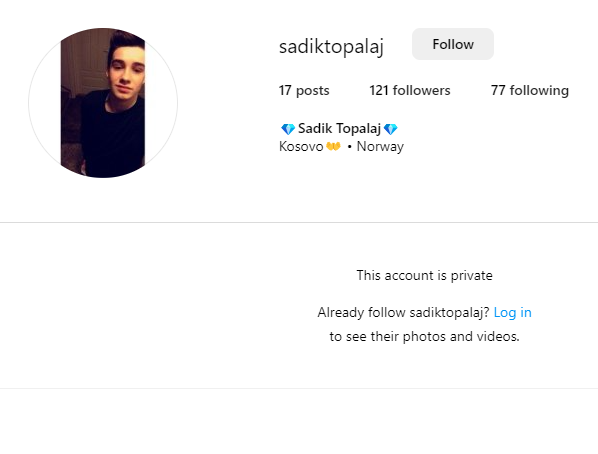 sadiktopalaj Follow
17 posts 121 followers 77 following
💎Sadik Topalaj💎
Kosovo👐 • Norway
This account is private
Already follow sadiktopalaj? Log in
to see their photos and videos.